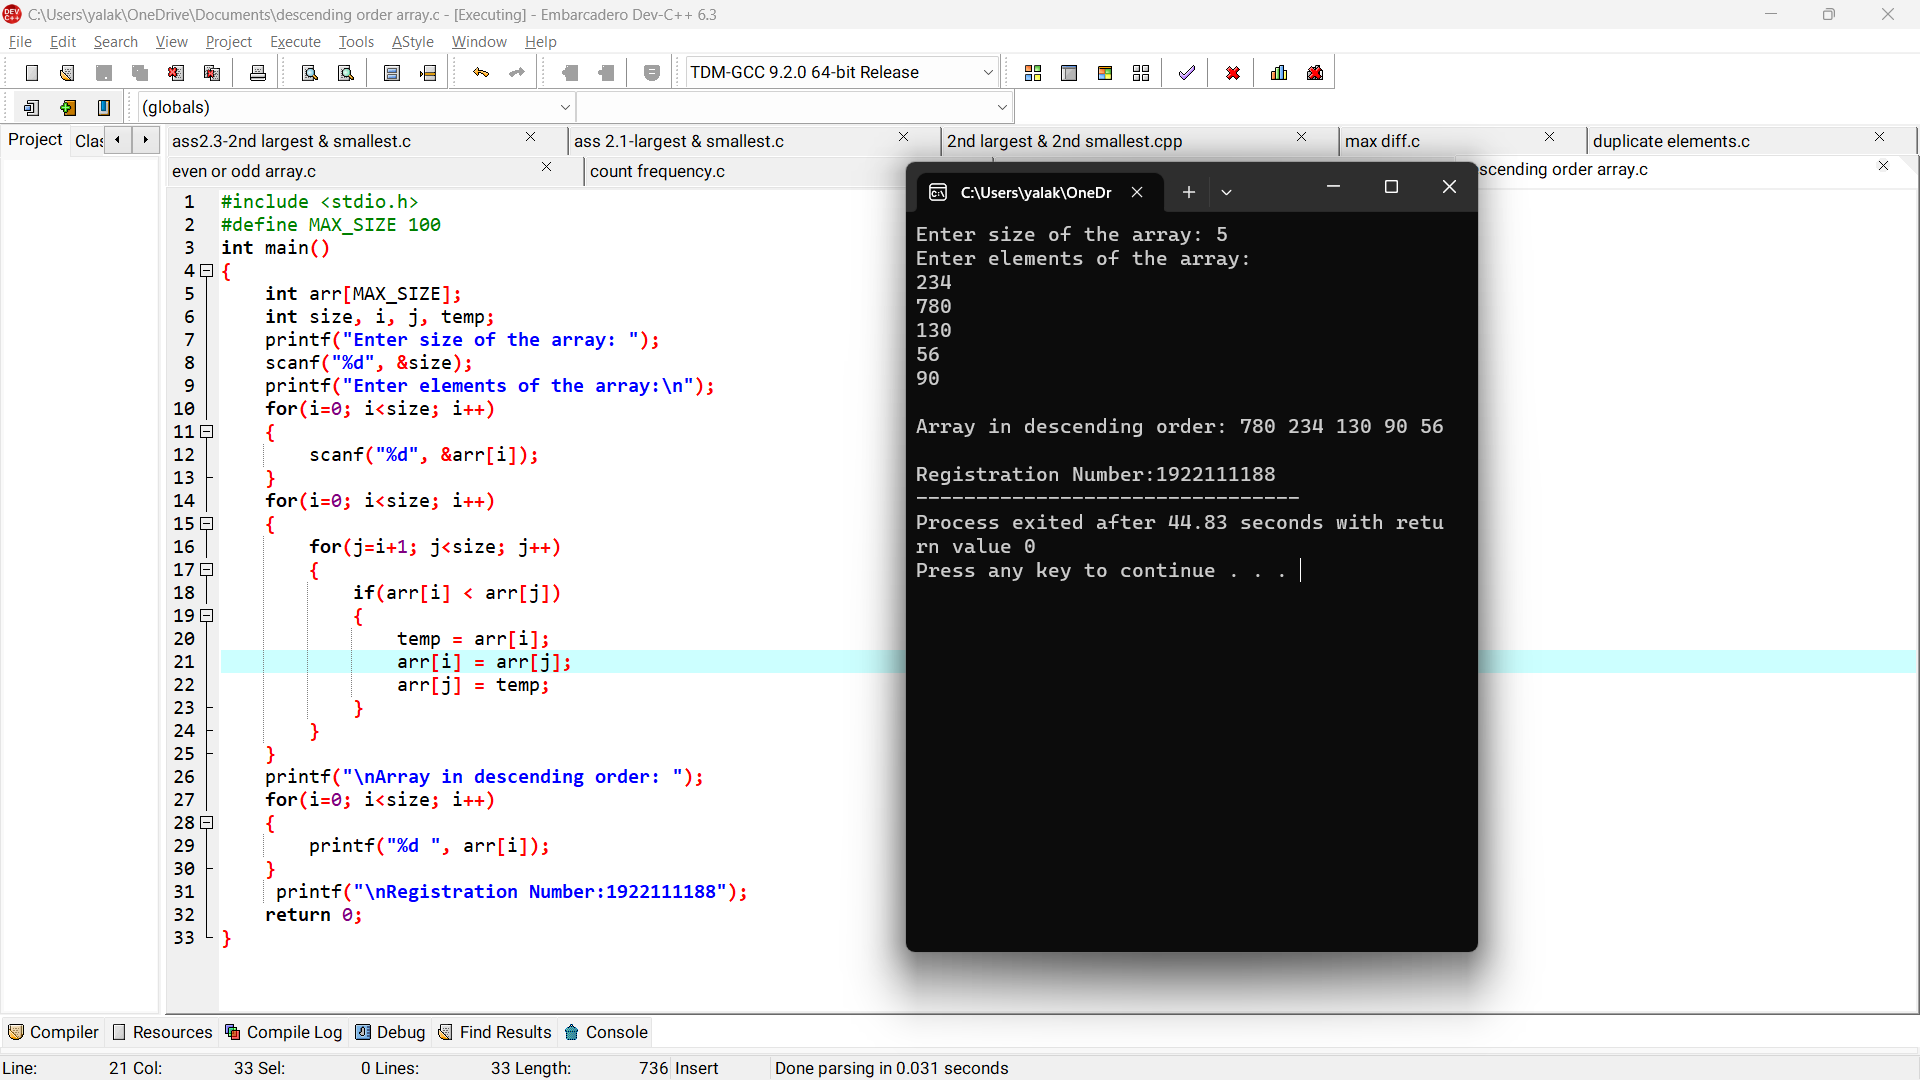 C:\Users\yalak\OneDrive\Documents\descending order array.c - [Executing] - Embarcadero Dev-C++ 6.3
File Edit Search View Project Execute Tools AStyle Window Help
TDM-GCC 9.2.0 64-bit Release
(globals)
Project Clas
ass2.3-2nd largest & smallest.c
ass 2.1-largest & smallest.c
2nd largest & 2nd smallest.cpp
max diff.c
duplicate elements.c
even or odd array.c
count frequency.c
scending order array.c
1 #include <stdio.h>
2 #define MAX_SIZE 100
3 int main()
4 {
5 int arr[MAX_SIZE];
6 int size, i, j, temp;
7 printf("Enter size of the array: ");
8 scanf("%d", &size);
9 printf("Enter elements of the array:\n");
10 for(i=0; i<size; i++)
11 {
12 scanf("%d", &arr[i]);
13 }
14 for(i=0; i<size; i++)
15 {
16 for(j=i+1; j<size; j++)
17 {
18 if(arr[i] < arr[j])
19 {
20 temp = arr[i];
21 arr[i] = arr[j];
22 arr[j] = temp;
23 }
24 }
25 }
26 printf("\nArray in descending order: ");
27 for(i=0; i<size; i++)
28 {
29 printf("%d ", arr[i]);
30 }
31 printf("\nRegistration Number:1922111188");
32 return 0;
33 }
C:\Users\yalak\OneDr
Enter size of the array: 5
Enter elements of the array:
234
780
130
56
90
Array in descending order: 780 234 130 90 56
Registration Number:1922111188
--------------------------------
Process exited after 44.83 seconds with retu
rn value 0
Press any key to continue . . .
Compiler Resources Compile Log Debug Find Results Console
Line: 21 Col: 33 Sel: 0 Lines: 33 Length: 736 Insert Done parsing in 0.031 seconds